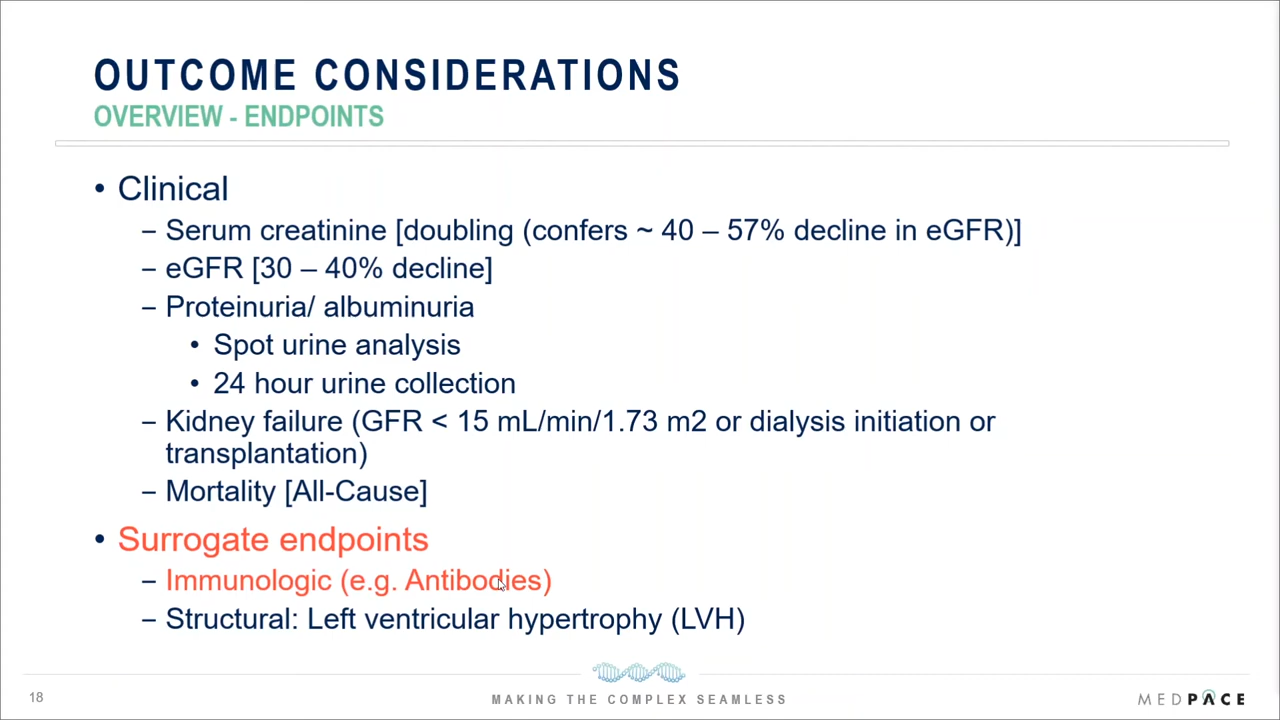 OUTCOME CONSIDERATIONS
OVERVIEW - ENDPOINTS
• Clinical
– Serum creatinine [doubling (confers ~ 40 – 57% decline in eGFR)]
– eGFR [30 – 40% decline]
– Proteinuria/ albuminuria
• Spot urine analysis
• 24 hour urine collection
– Kidney failure (GFR < 15 mL/min/1.73 m2 or dialysis initiation or
transplantation)
– Mortality [All-Cause]
• Surrogate endpoints
– Immunologic (e.g. Antibodies)
– Structural: Left ventricular hypertrophy (LVH)
18
MAKING THE COMPLEX SEAMLESS
MEDPACE